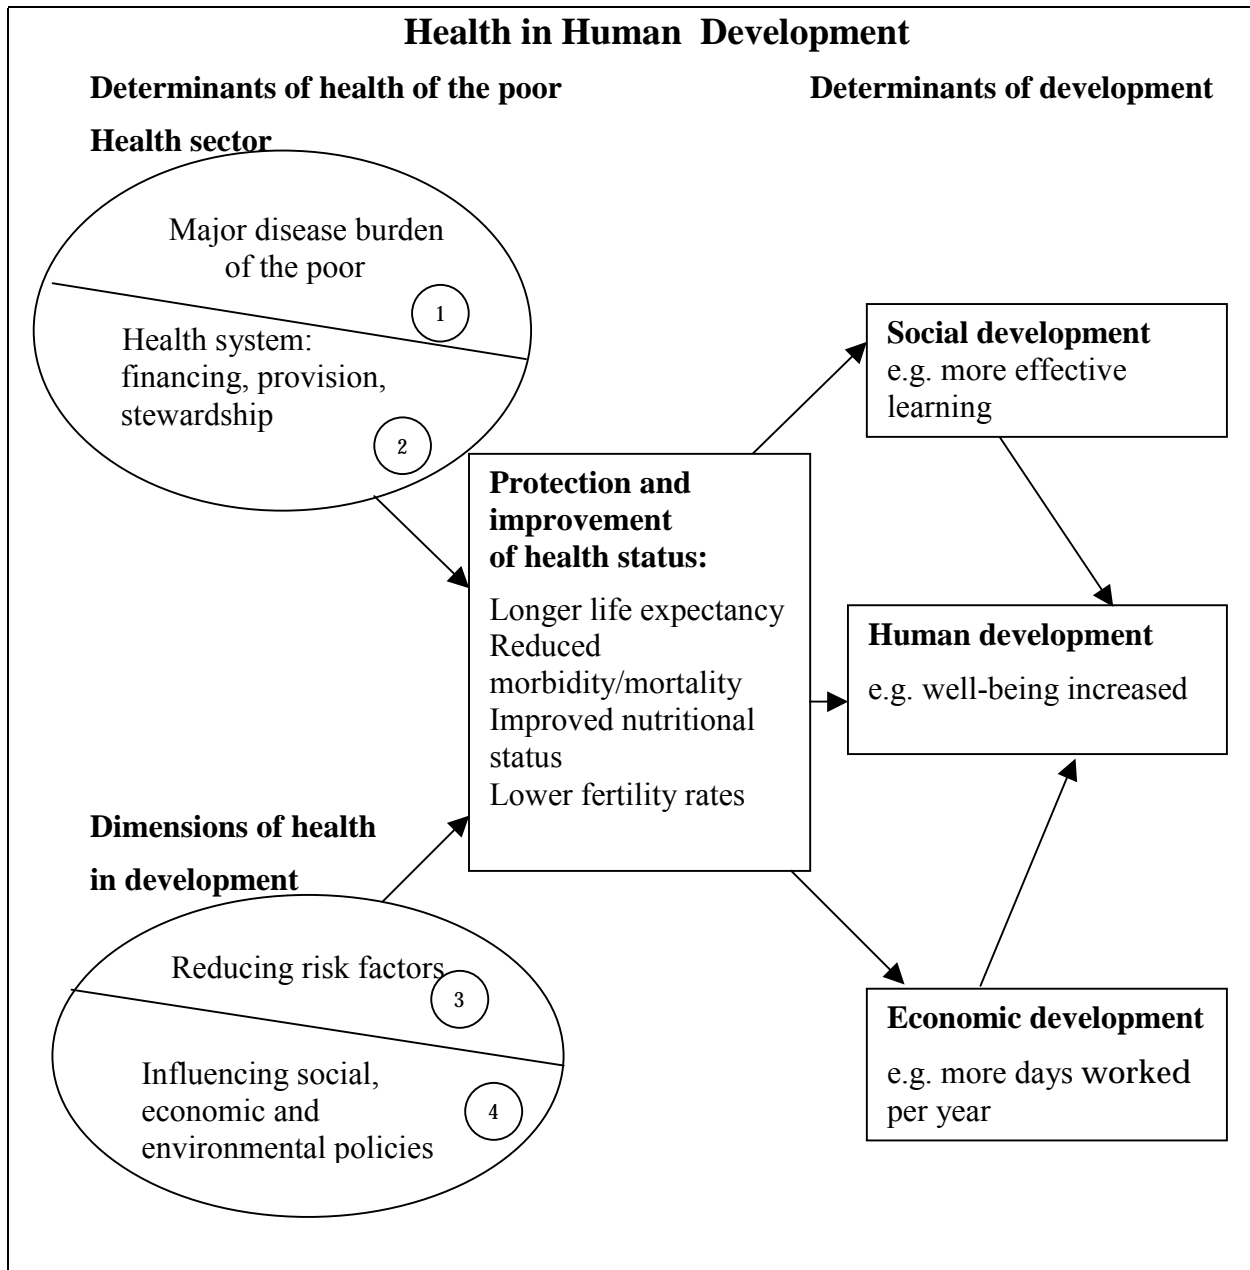 Health in Human Development
Determinants of health of the poor
Determinants of development
Health sector
Major disease burden
of the poor
1
Health system:
financing, provision,
stewardship
2
Protection and
improvement
of health status:
Longer life expectancy
Reduced
morbidity/mortality
Improved nutritional
status
Lower fertility rates
Social development
e.g. more effective
learning
Human development
e.g. well-being increased
Dimensions of health
in development
Reducing risk factors
3
Influencing social,
economic and
environmental policies
4
Economic development
e.g. more days worked
per year